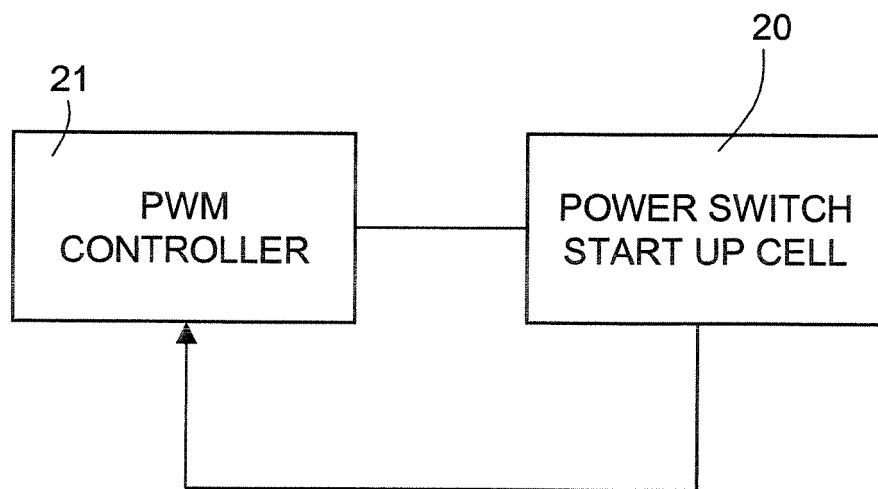 20
21
PWM
CONTROLLER
POWER SWITCH
START UP CELL